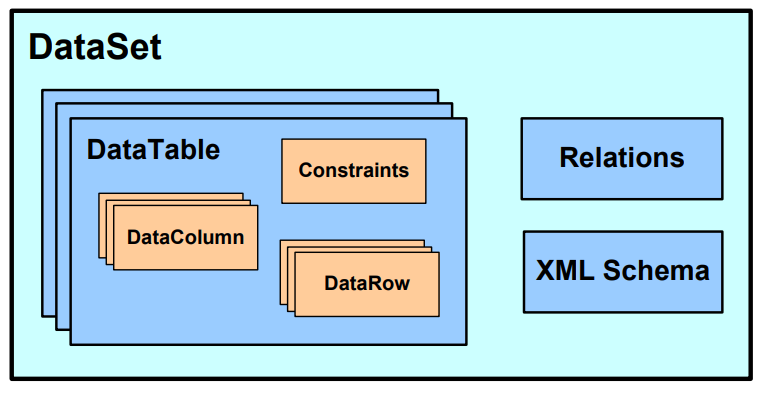 DataSet
DataTable
Constraints
DataColumn
DataRow
Relations
XML Schema